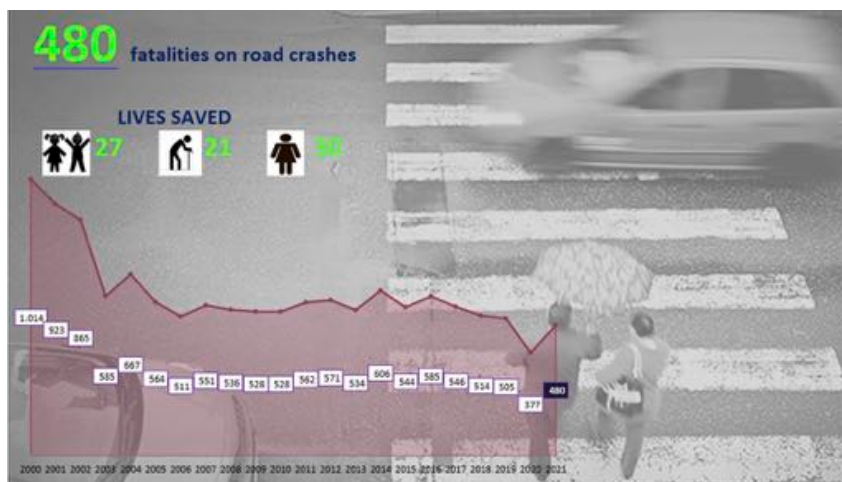 480 fatalities on road crashes
LIVES SAVED
27 21
1.014 923 865 585 667 564 511 551 536 528 528 562 571 534 606 544 585 546 514 505 377 480
2000 2001 2002 2003 2004 2005 2006 2007 2008 2009 2010 2011 2012 2013 2014 2015 2016 2017 2018 2019 2020 2021